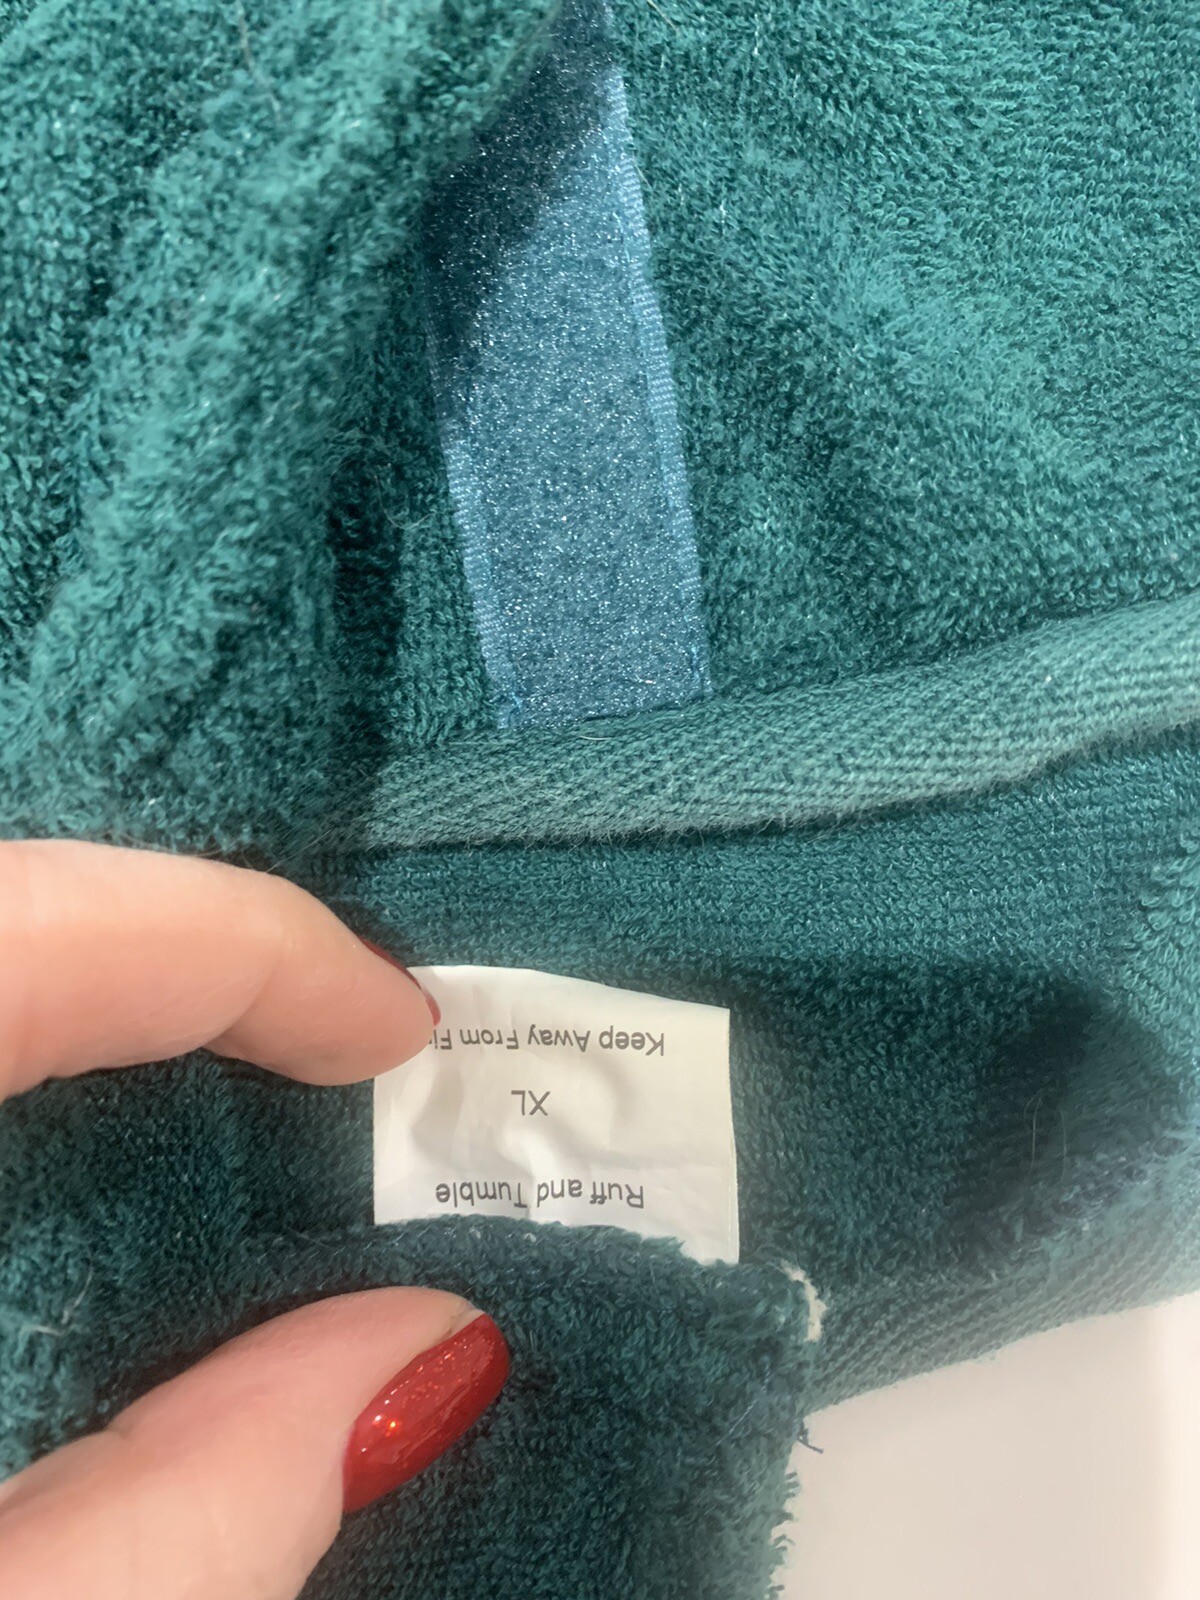 Ruff and Tumble
XL
Keep Away From